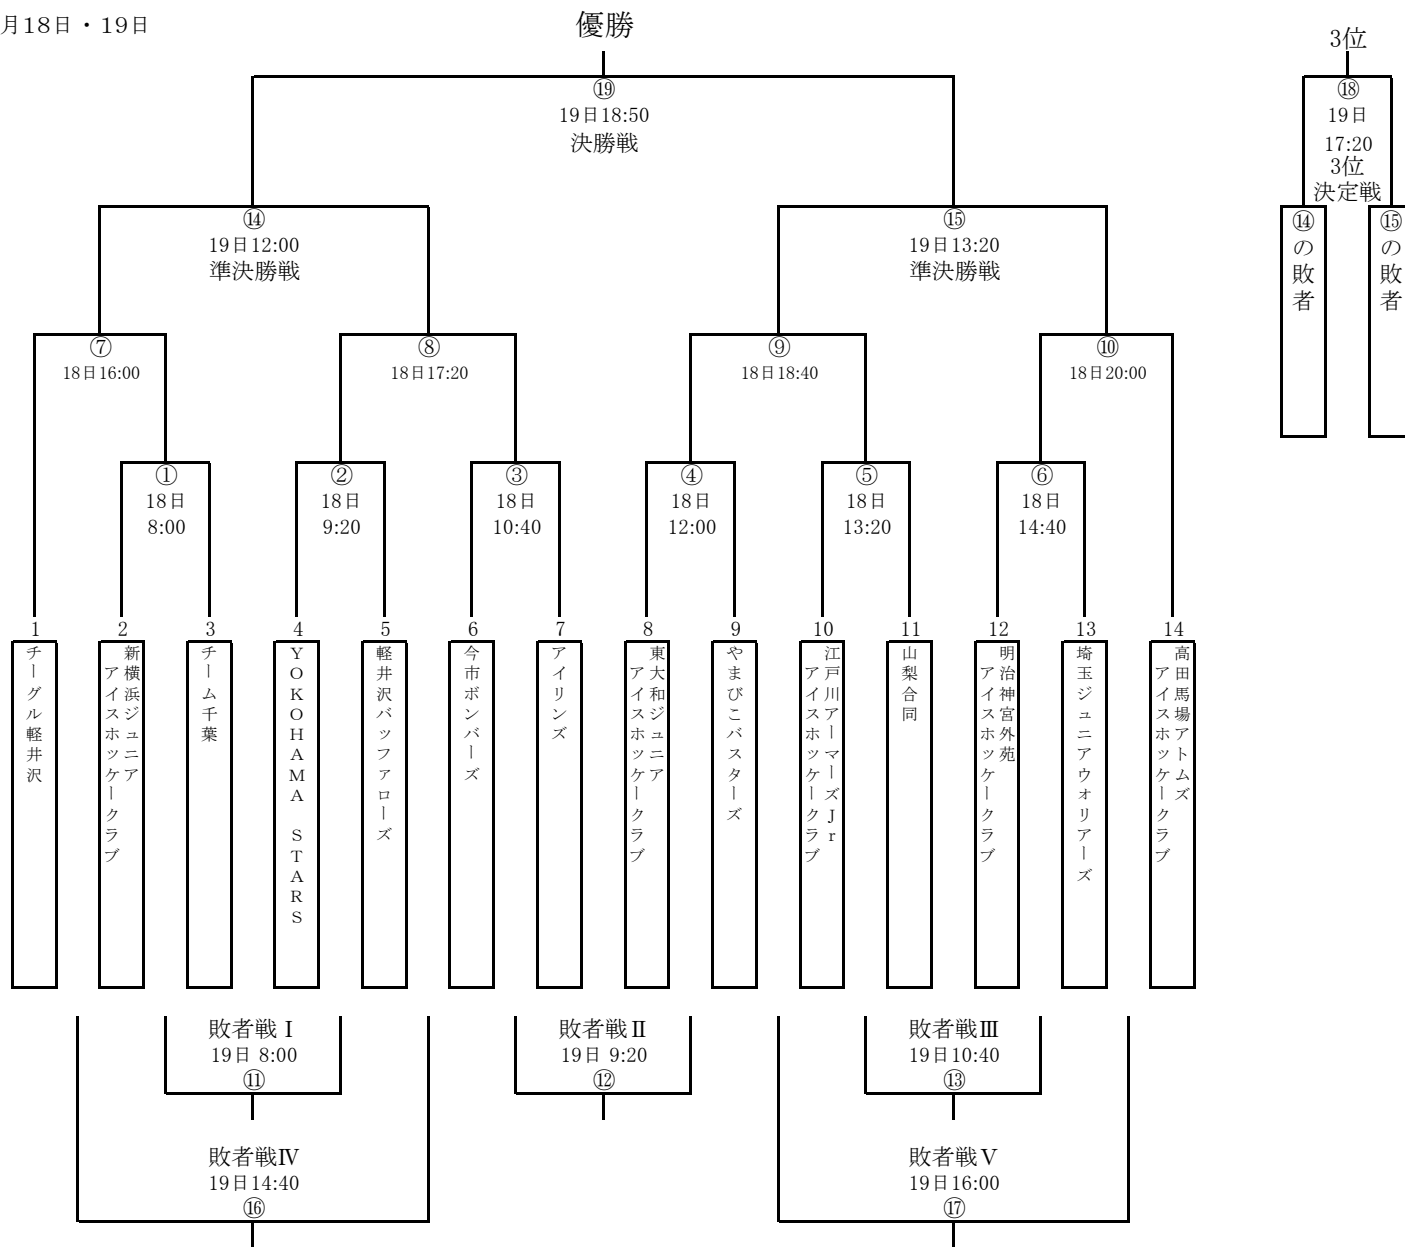 月18日・19日
優勝
3位
⑲
19日18:50
決勝戦
⑱
19日
17:20
3位
決定戦
⑭の敗者
⑮の敗者
⑭
19日12:00
準決勝戦
⑮
19日13:20
準決勝戦
⑦
18日16:00
⑧
18日17:20
⑨
18日18:40
⑩
18日20:00
①
18日
8:00
②
18日
9:20
③
18日
10:40
④
18日
12:00
⑤
18日
13:20
⑥
18日
14:40
1
チーグル軽井沢
2
新横浜ジュニア
アイスホッケークラブ
3
チーム千葉
4
YOKOHAMA STARS
5
軽井沢バッファローズ
6
今市ボンバーズ
7
アイリンズ
8
東大和ジュニア
アイスホッケークラブ
9
やまびこバスターズ
10
江戸川アーマーズJr
アイスホッケークラブ
11
山梨合同
12
明治神宮外苑
アイスホッケークラブ
13
埼玉ジュニアウオリアーズ
14
高田馬場アトムズ
アイスホッケークラブ
敗者戦Ⅰ
19日 8:00
⑪
敗者戦Ⅱ
19日 9:20
⑫
敗者戦Ⅲ
19日10:40
⑬
敗者戦Ⅳ
19日14:40
⑯
敗者戦Ⅴ
19日16:00
⑰